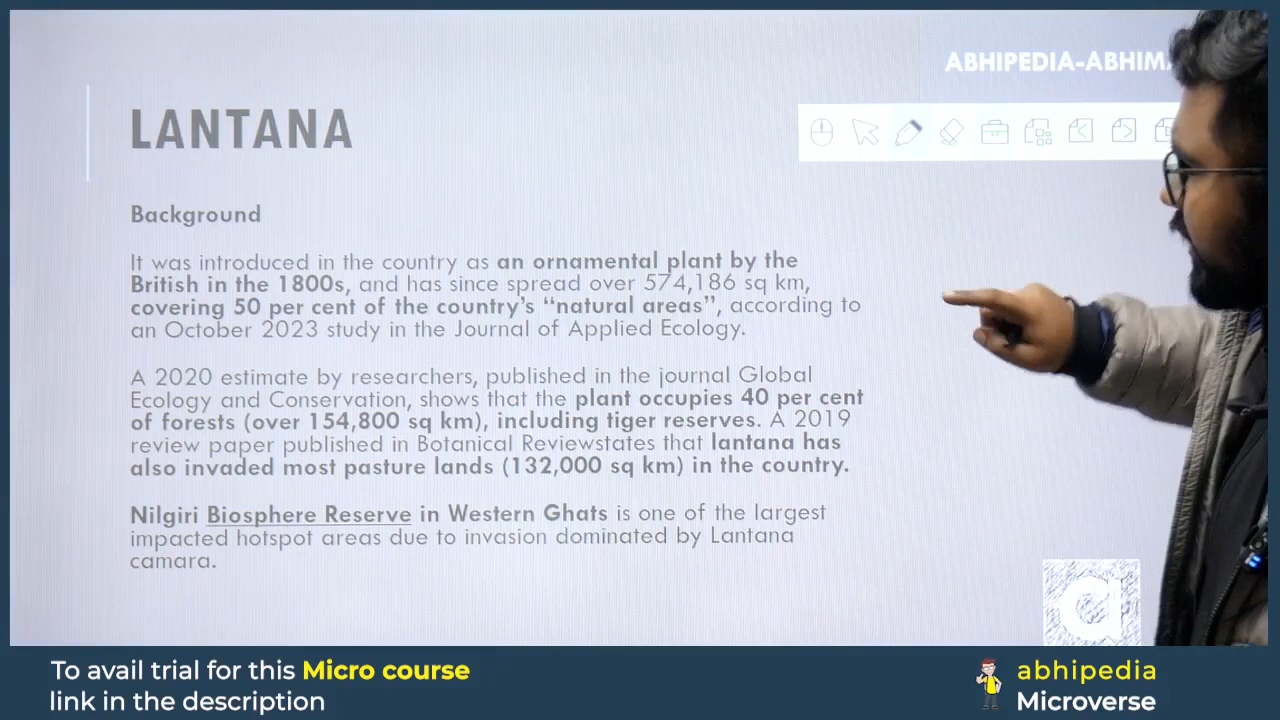 ABHIPEDIA-ABHIMA
LANTANA
Background
It was introduced in the country as an ornamental plant by the
British in the 1800s, and has since spread over 574,186 sq km,
covering 50 per cent of the country’s “natural areas”, according to
an October 2023 study in the Journal of Applied Ecology.
A 2020 estimate by researchers, published in the journal Global
Ecology and Conservation, shows that the plant occupies 40 per cent
of forests (over 154,800 sq km), including tiger reserves. A 2019
review paper published in Botanical Reviewstates that lantana has
also invaded most pasture lands (132,000 sq km) in the country.
Nilgiri Biosphere Reserve in Western Ghats is one of the largest
impacted hotspot areas due to invasion dominated by Lantana
camara.
a
To avail trial for this Micro course
link in the description
abhipedia
Microverse